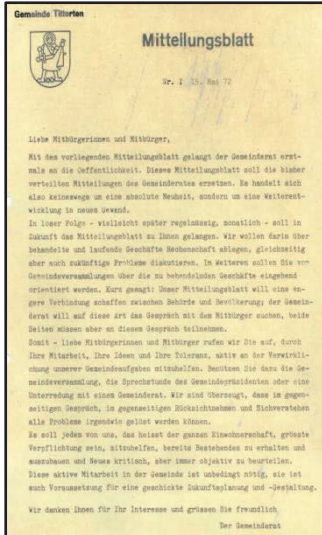 Gemeinde Titterten
Mitteilungsblatt
Nr. 1 15. Mai 72
Liebe Mitbürgerinnen und Mitbürger,
Mit dem vorliegenden Mitteilungsblatt gelangt der Gemeinderat erst-
mals an die Oeffentlichkeit. Dieses Mitteilungsblatt soll die bisher
verteilten Mitteilungen des Gemeinderates ersetzen. Es handelt sich
also keineswegs um eine absolute Neuheit, sondern um eine Weiterent-
wicklung in neuem Gewand.
In loser Folge - vielleicht später regelmässig, monatlich - soll in
Zukunft das Mitteilungsblatt zu Ihnen gelangen. Wir wollen darin über
behandelte und laufende Geschäfte Rechenschaft ablegen, gleichzeitig
aber auch zukünftige Probleme diskutieren. Im Weiteren sollen Sie vor
Gemeindeversammlungen über die zu behandelnden Geschäfte eingehend
orientiert werden. Kurz gesagt: Unser Mitteilungsblatt will eine en-
gere Verbindung schaffen zwischen Behörde und Bevölkerung; der Gemein-
derat will auf diese Art das Gespräch mit dem Mitbürger suchen, beide
Seiten müssen aber an diesem Gespräch teilnehmen.
Somit - liebe Mitbürgerinnen und Mitbürger rufen wir Sie auf, durch
Ihre Mitarbeit, Ihre Ideen und Ihre Toleranz, aktiv an der Verwirkli-
chung unserer Gemeindeaufgaben mitzuhelfen. Benützen Sie dazu die Ge-
meindeversammlung, die Sprechstunde des Gemeindepräsidenten oder eine
Unterredung mit einem Gemeinderat. Wir sind überzeugt, dass im gegen-
seitigen Gespräch, im gegenseitigen Rücksichtnehmen und Sichverstehen
alle Probleme irgendwie gelöst werden können.
Es soll jedem von uns, das heisst der ganzen Einwohnerschaft, grösste
Verpflichtung sein, mitzuhelfen, bereits Bestehendes zu erhalten und
auszubauen und Neues kritisch, aber immer objektiv zu beurteilen.
Diese aktive Mitarbeit in der Gemeinde ist unbedingt nötig, sie ist
auch Voraussetzung für eine geschickte Zukunftsplanung und -Gestaltung.
Wir danken Ihnen für Ihr Interesse und grüssen Sie freundlich
Der Gemeinderat